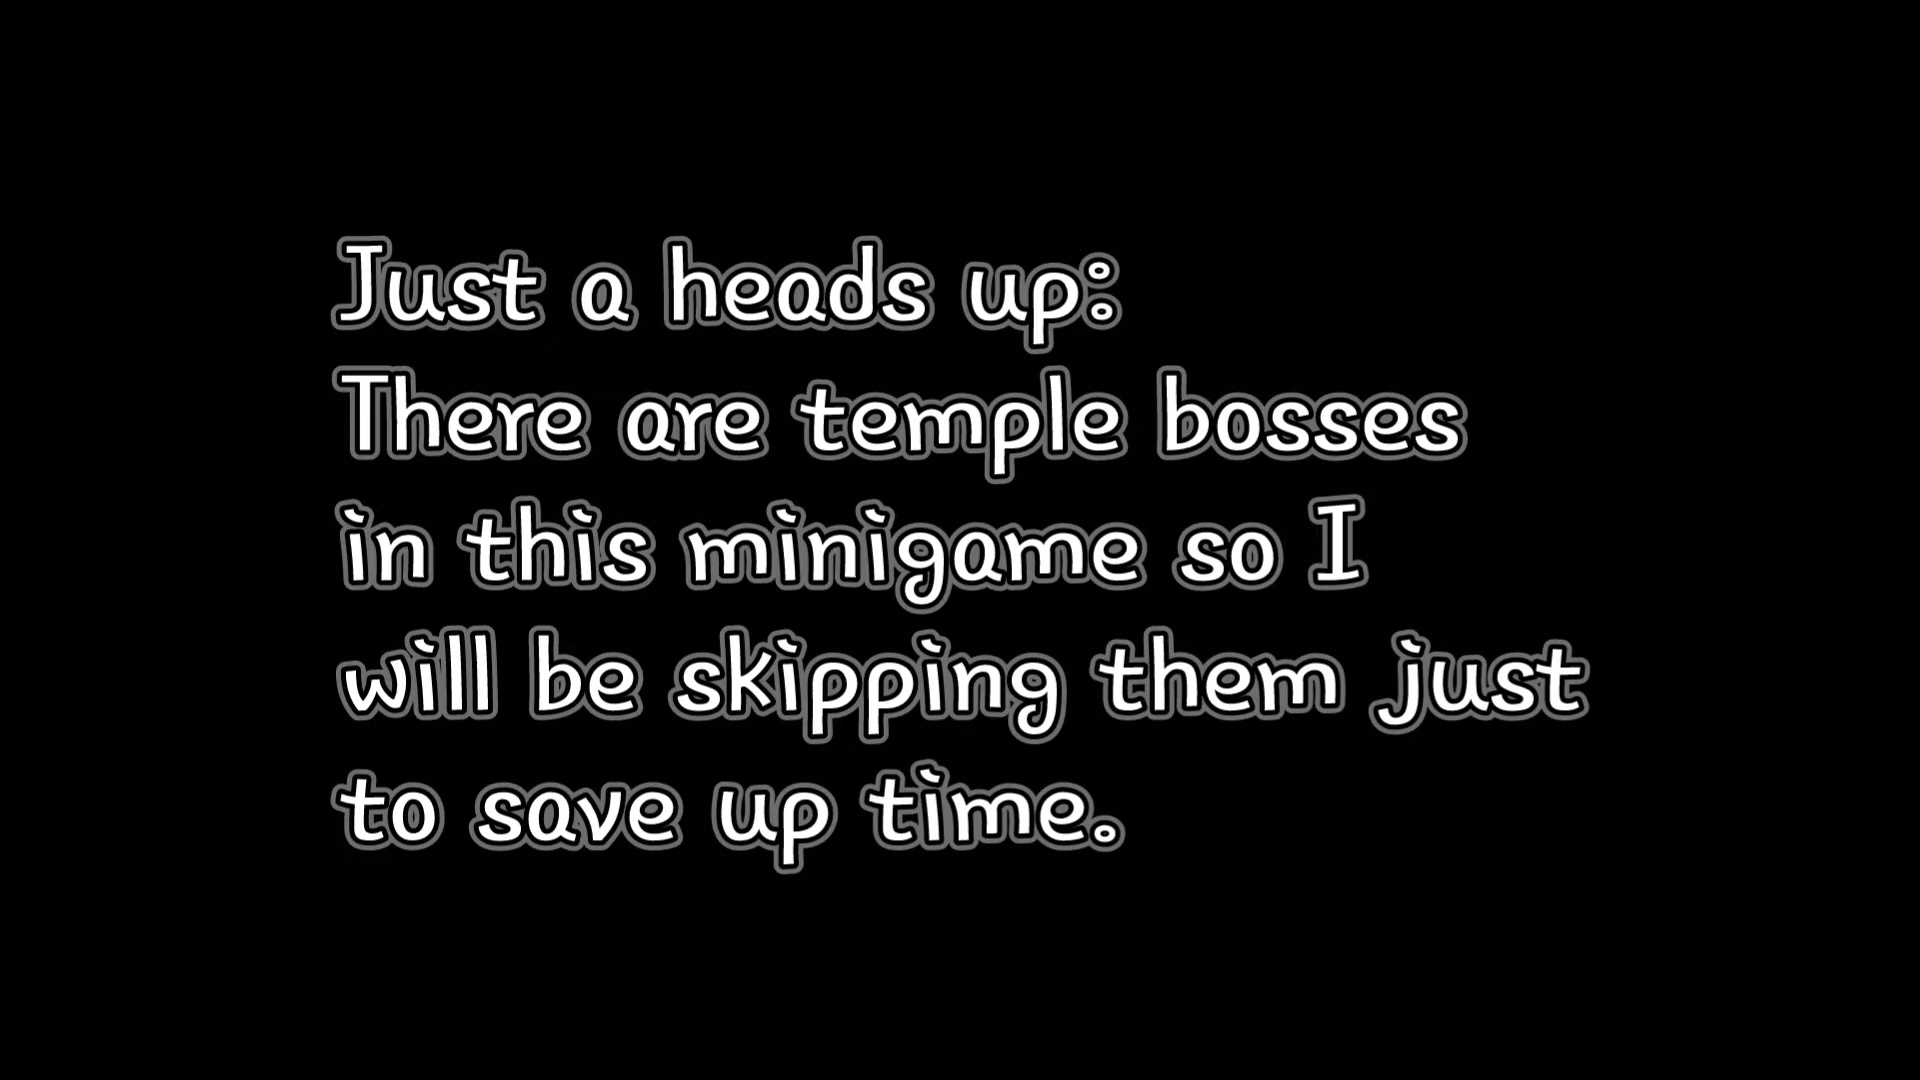 Just a heads up:
There are temple bosses
in this minigame so I
will be skipping them just
to save up time.